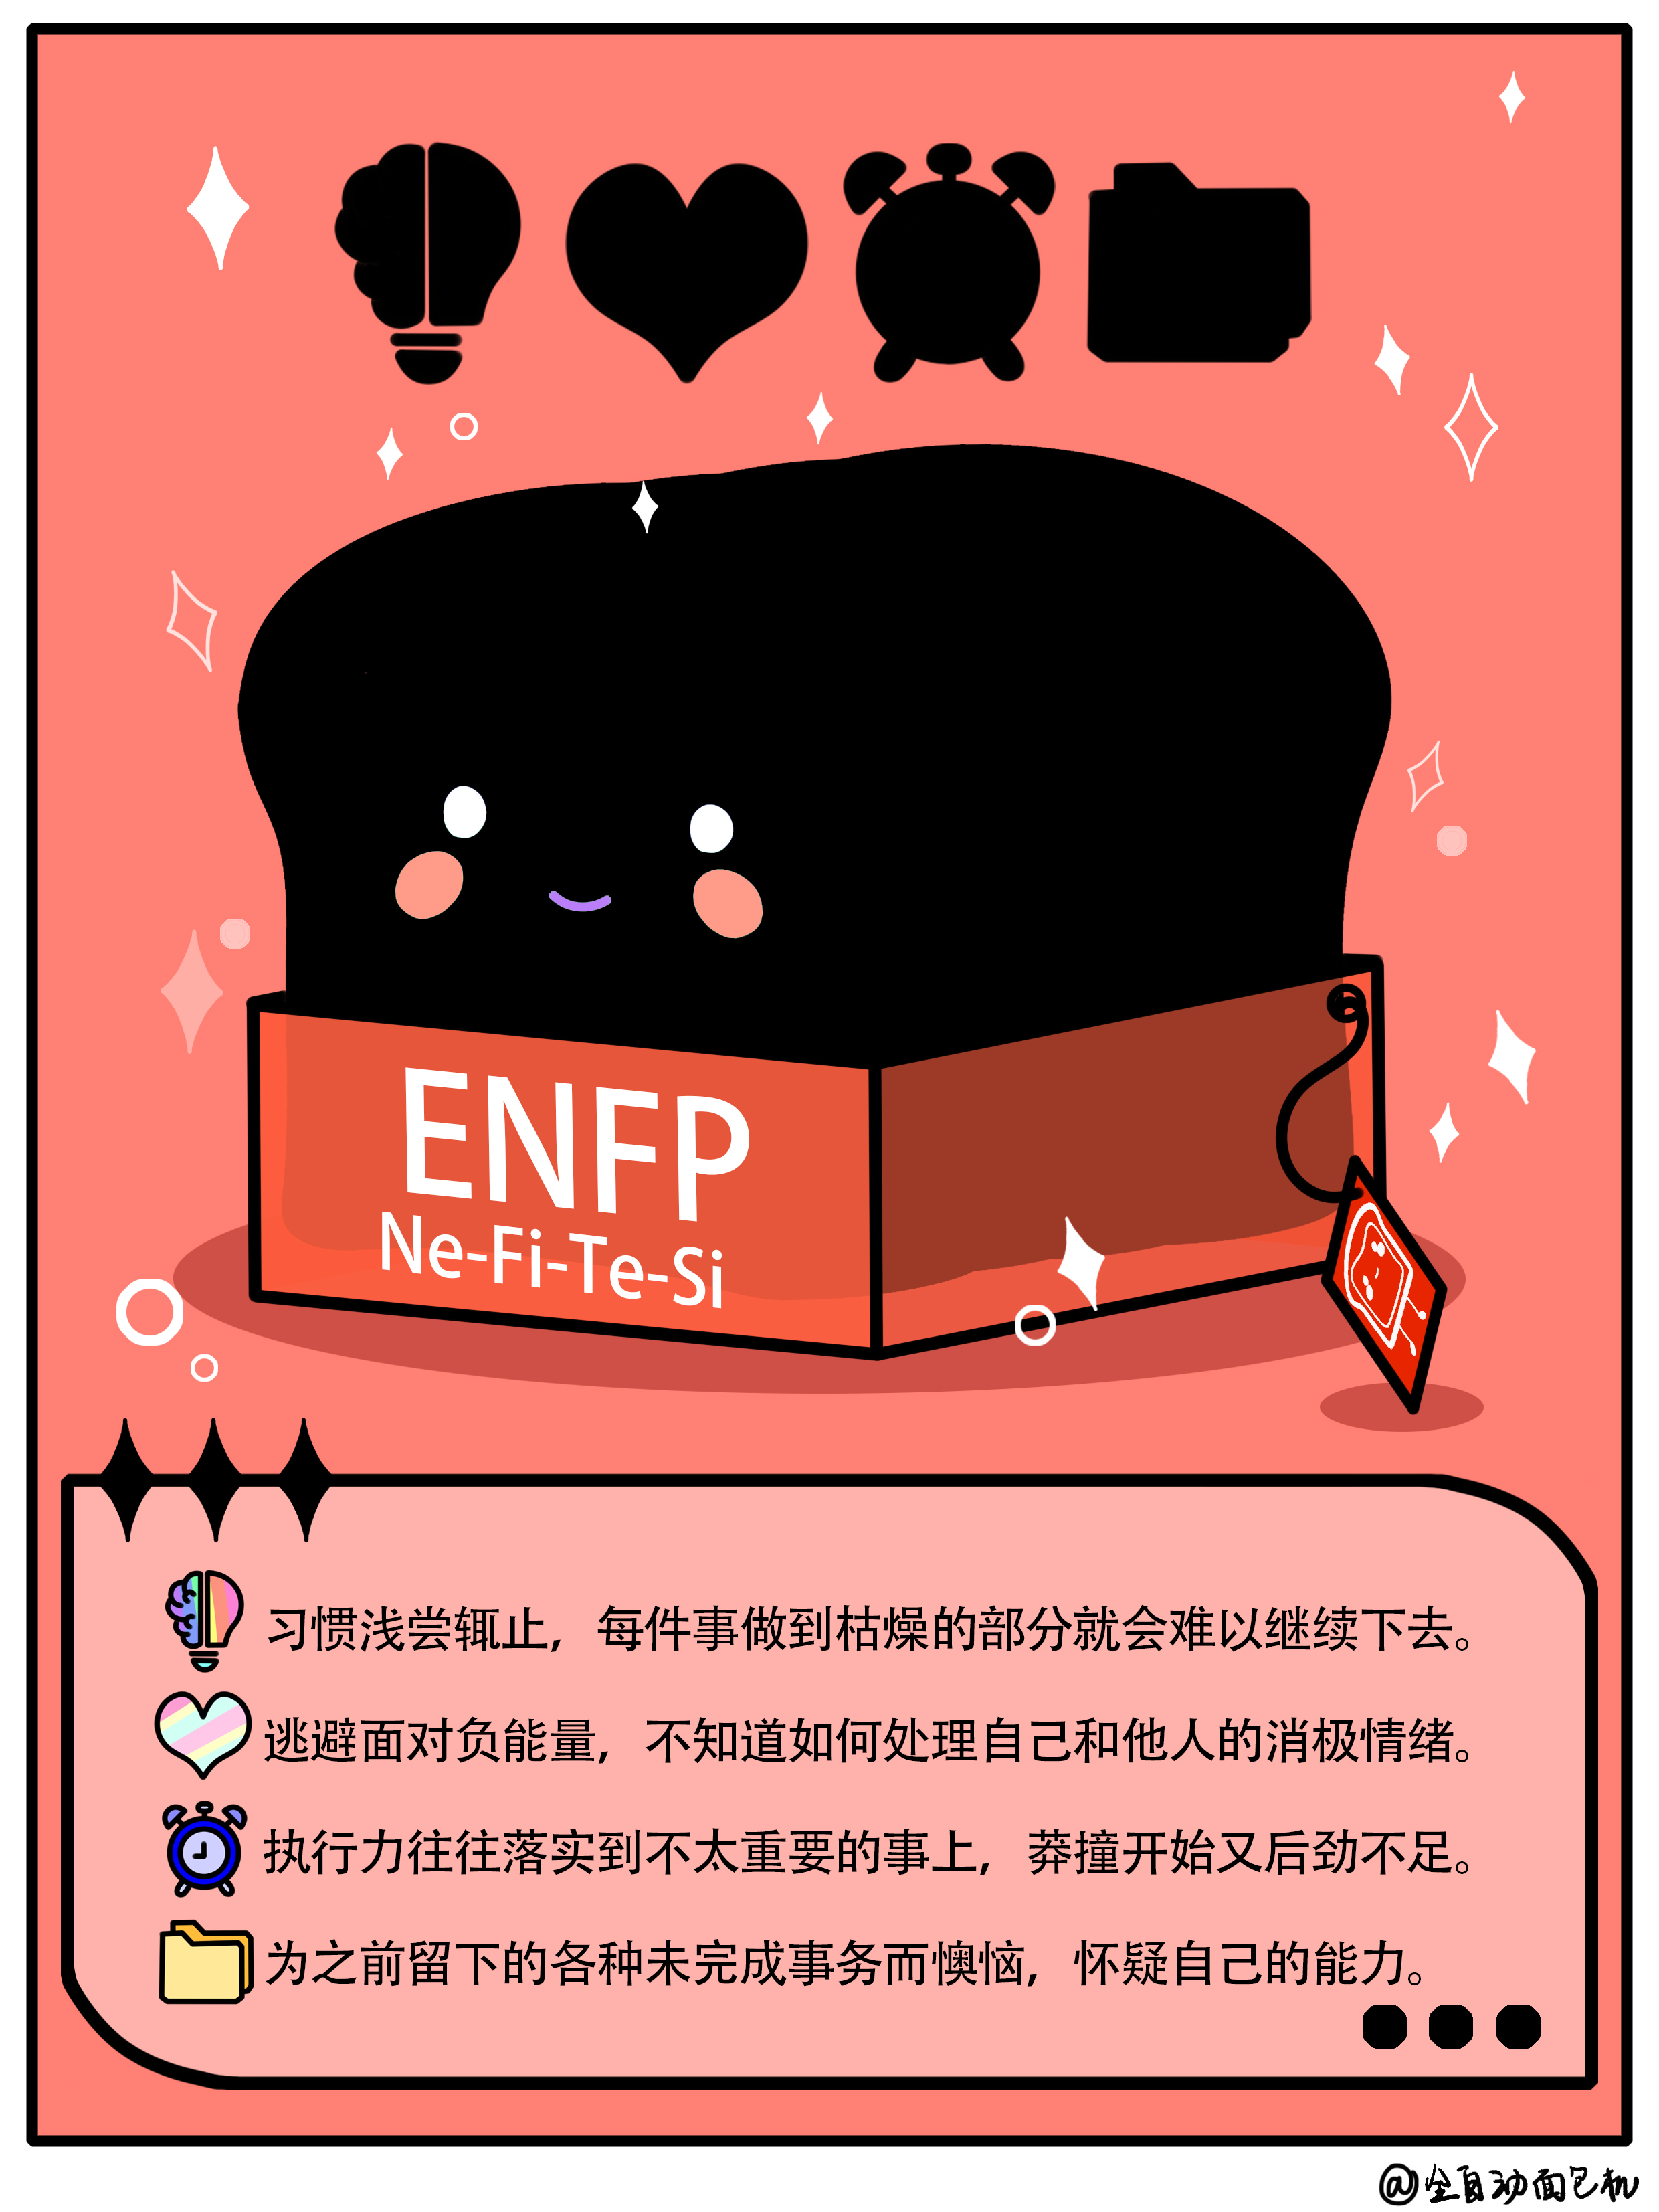 ENFP
Ne-Fi-Te-Si
习惯浅尝辄止，每件事做到枯燥的部分就会难以继续下去。
逃避面对负能量，不知道如何处理自己和他人的消极情绪。
执行力往往落实到不太重要的事上，莽撞开始又后劲不足。
为之前留下的各种未完成事务而懊恼，怀疑自己的能力。
@全自动面包机